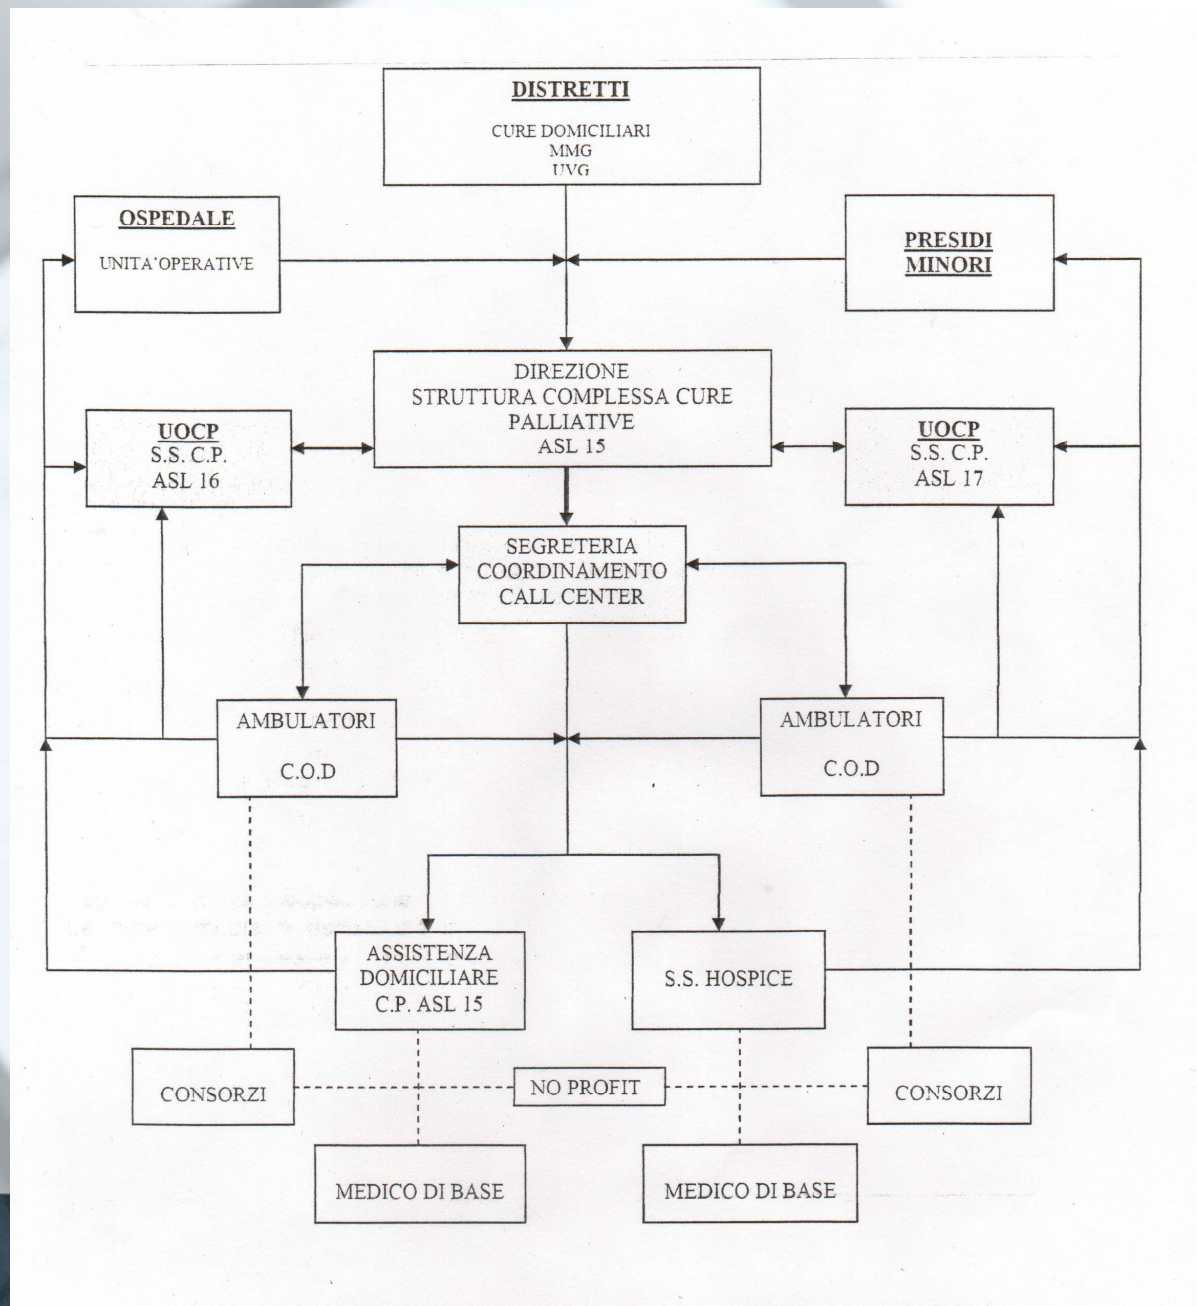 DISTRETTI
CURE DOMICILIARI
MMG
UVG
OSPEDALE
UNITA'OPERATIVE
PRESIDI
MINORI
DIREZIONE
STRUTTURA COMPLESSA CURE
PALLIATIVE
ASL 15
UOCP
S.S. C.P.
ASL 16
UOCP
S.S. C.P.
ASL 17
SEGRETERIA
COORDINAMENTO
CALL CENTER
AMBULATORI
C.O.D
AMBULATORI
C.O.D
ASSISTENZA
DOMICILIARE
C.P. ASL 15
S.S. HOSPICE
CONSORZI
NO PROFIT
CONSORZI
MEDICO DI BASE
MEDICO DI BASE